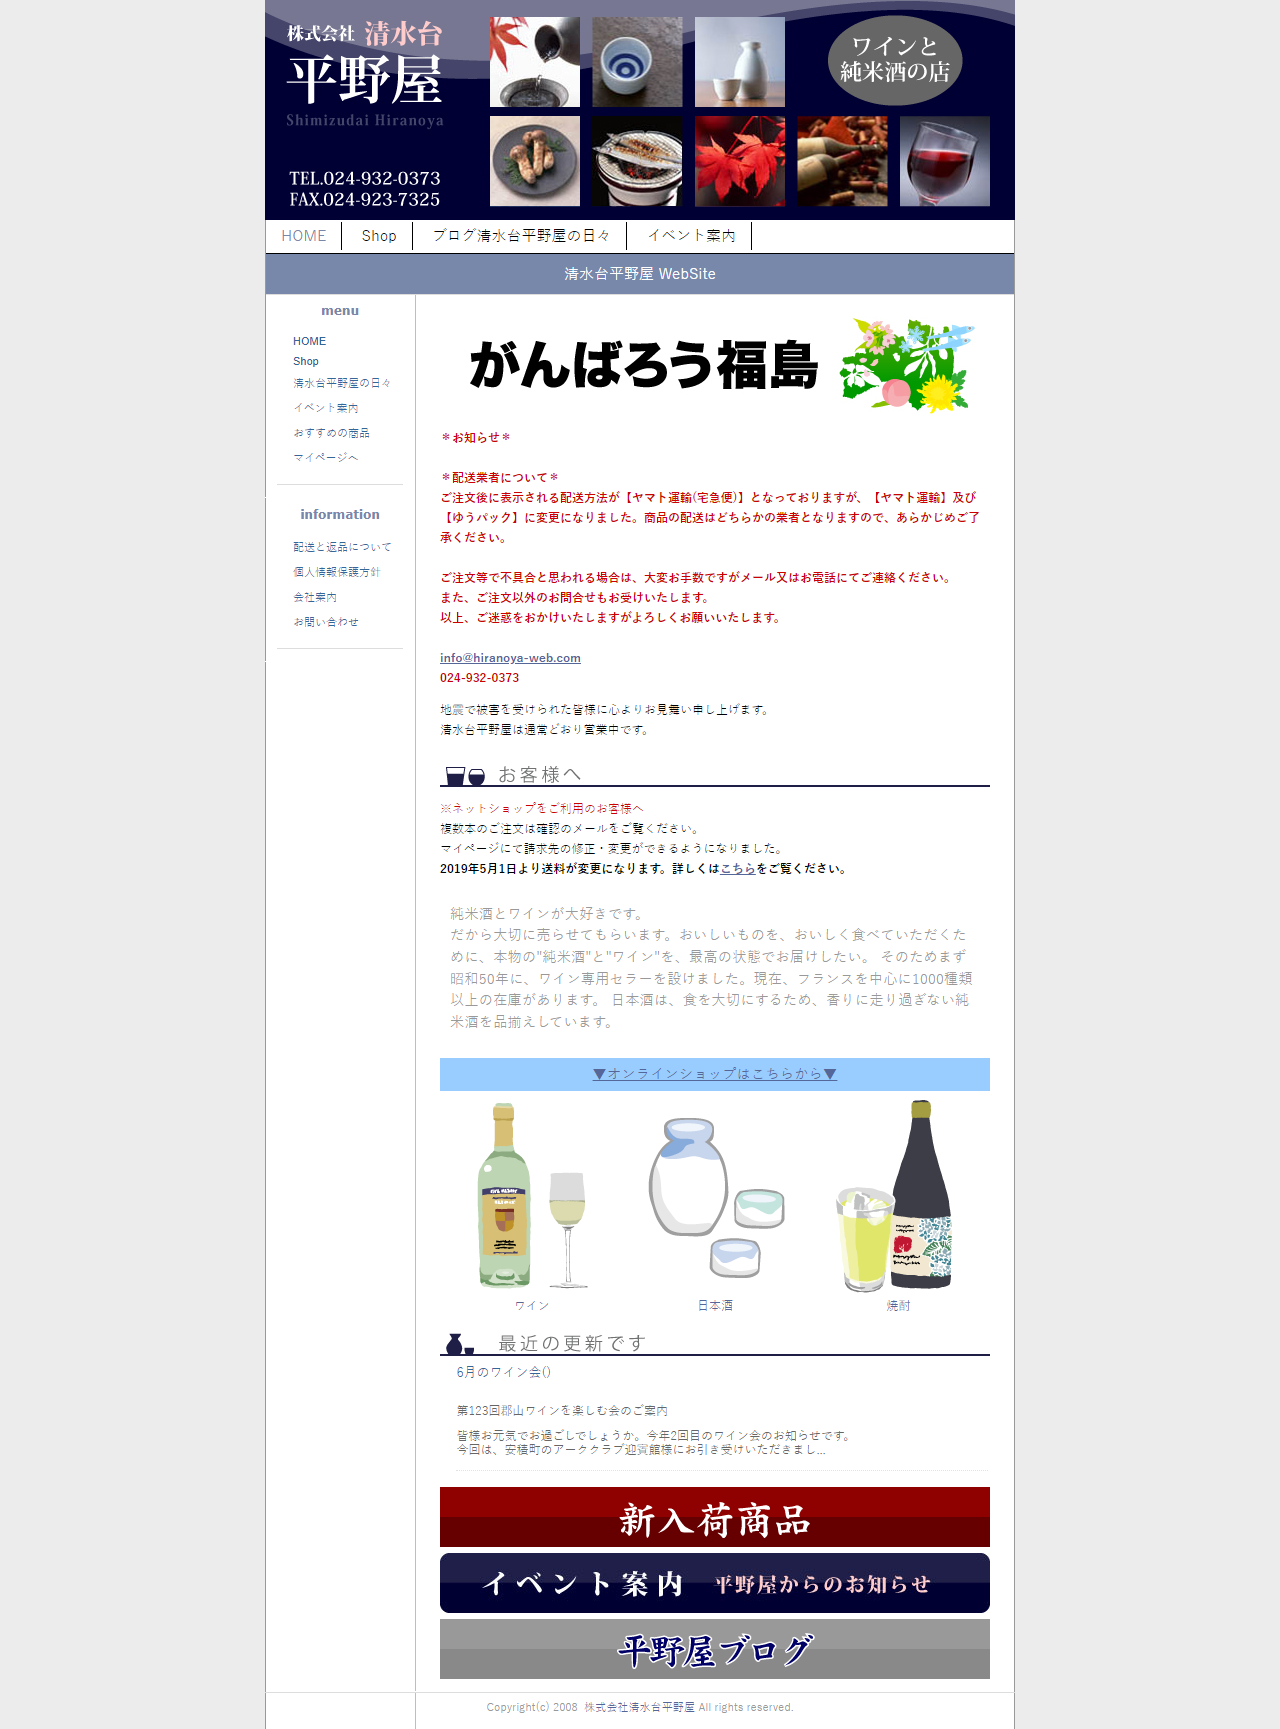 株式会社 清水台
平野屋
Shimizudai Hiranoya
TEL.024-932-0373
FAX.024-923-7325
ワインと
純米酒の店
HOME Shop ブログ清水台平野屋の日々 イベント案内
清水台平野屋 WebSite
menu
HOME
Shop
清水台平野屋の日々
イベント案内
おすすめの商品
マイページへ
information
配送と返品について
個人情報保護方針
会社案内
お問い合わせ
がんばろう福島
＊お知らせ＊
＊配送業者について＊
ご注文後に表示される配送方法が【ヤマト運輸(宅急便)】となっておりますが、【ヤマト運輸】及び
【ゆうパック】に変更になりました。商品の配送はどちらかの業者となりますので、あらかじめご了
承ください。
ご注文等で不具合と思われる場合は、大変お手数ですがメール又はお電話にてご連絡ください。
また、ご注文以外のお問合せもお受けいたします。
以上、ご迷惑をおかけいたしますがよろしくお願いいたします。
info@hiranoya-web.com
024-932-0373
地震で被害を受けられた皆様に心よりお見舞い申し上げます。
清水台平野屋は通常どおり営業中です。
お客様へ
※ネットショップをご利用のお客様へ
複数本のご注文は確認のメールをご覧ください。
マイページにて請求先の修正・変更ができるようになりました。
2019年5月1日より送料が変更になります。詳しくはこちらをご覧ください。
純米酒とワインが大好きです。
だから大切に売らせてもらいます。おいしいものを、おいしく食べていただくた
めに、本物の"純米酒"と"ワイン"を、最高の状態でお届けしたい。 そのためまず
昭和50年に、ワイン専用セラーを設けました。現在、フランスを中心に1000種類
以上の在庫があります。 日本酒は、食を大切にするため、香りに走り過ぎない純
米酒を品揃えしています。
▼オンラインショップはこちらから▼
ワイン 日本酒 焼酎
最近の更新です
6月のワイン会()
第123回郡山ワインを楽しむ会のご案内
皆様お元気でお過ごしでしょうか。今年2回目のワイン会のお知らせです。
今回は、安積町のアーククラブ迎賓館様にお引き受けいただきまし...
新入荷商品
イベント案内 平野屋からのお知らせ
平野屋ブログ
Copyright(c) 2008 株式会社清水台平野屋 All rights reserved.